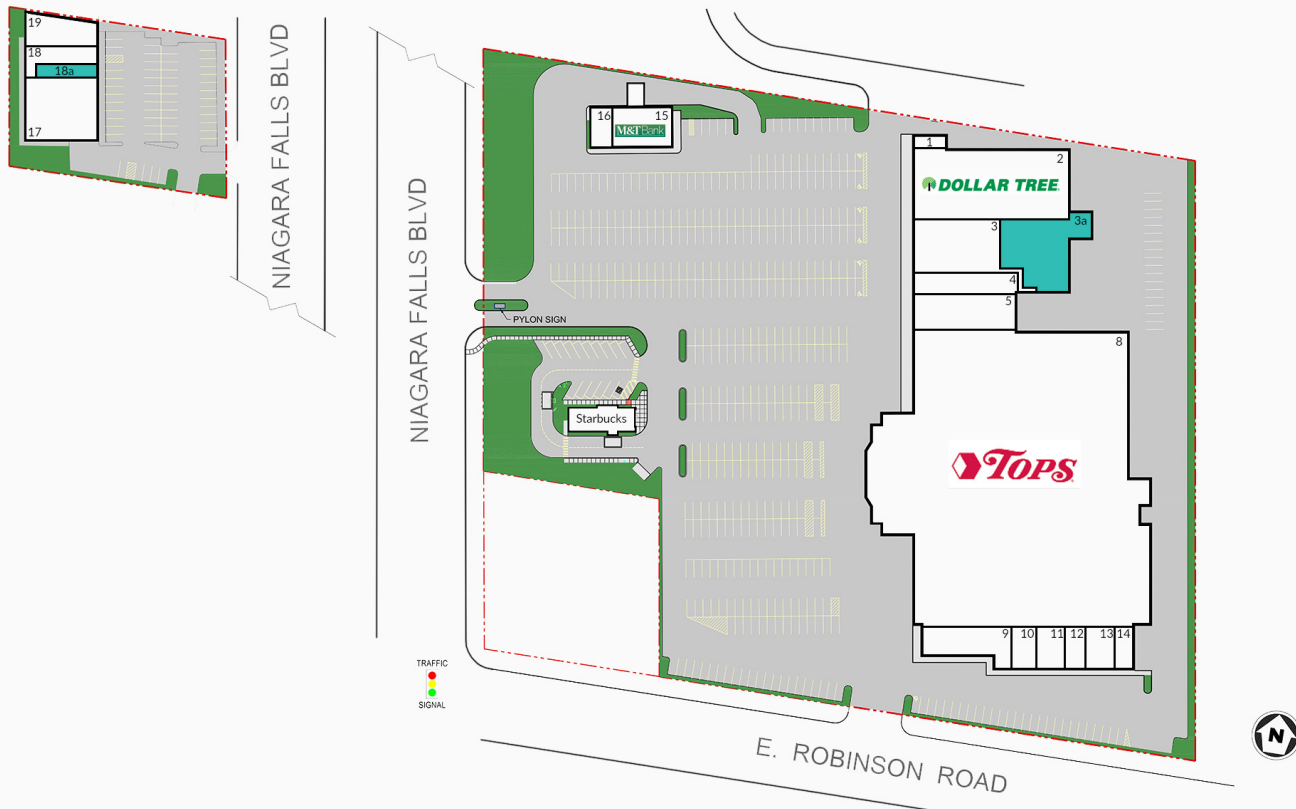 19
18
18a
17
NIAGARA FALLS BLVD
NIAGARA FALLS BLVD
16
15
M&T Bank
1
2
DOLLAR TREE
3
3a
4
5
PYLON SIGN
8
Starbucks
TOPS
9
10
11
12
13
14
TRAFFIC
SIGNAL
E. ROBINSON ROAD
N